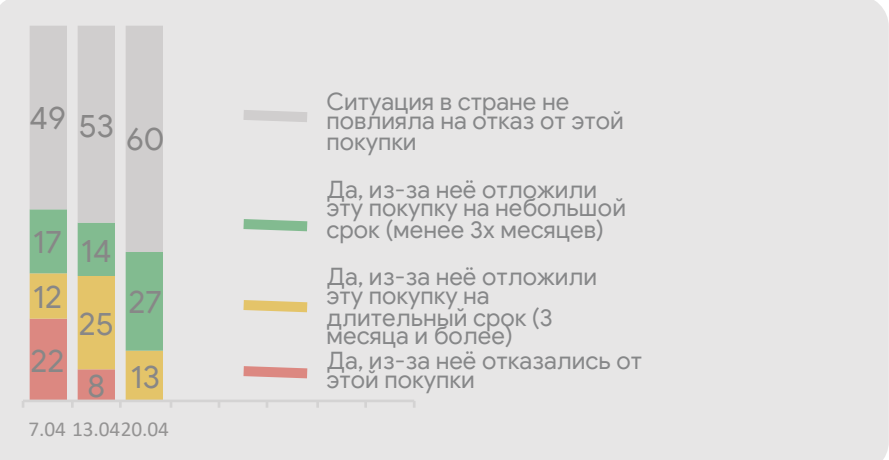 49
53
60
17
14
27
12
25
13
22
8
Ситуация в стране не
повлияла на отказ от этой
покупки
Да, из-за неё отложили
эту покупку на небольшой
срок (менее 3х месяцев)
Да, из-за неё отложили
эту покупку на
длительный срок (3
месяца и более)
Да, из-за неё отказались от
этой покупки
7.04 13.04 20.04